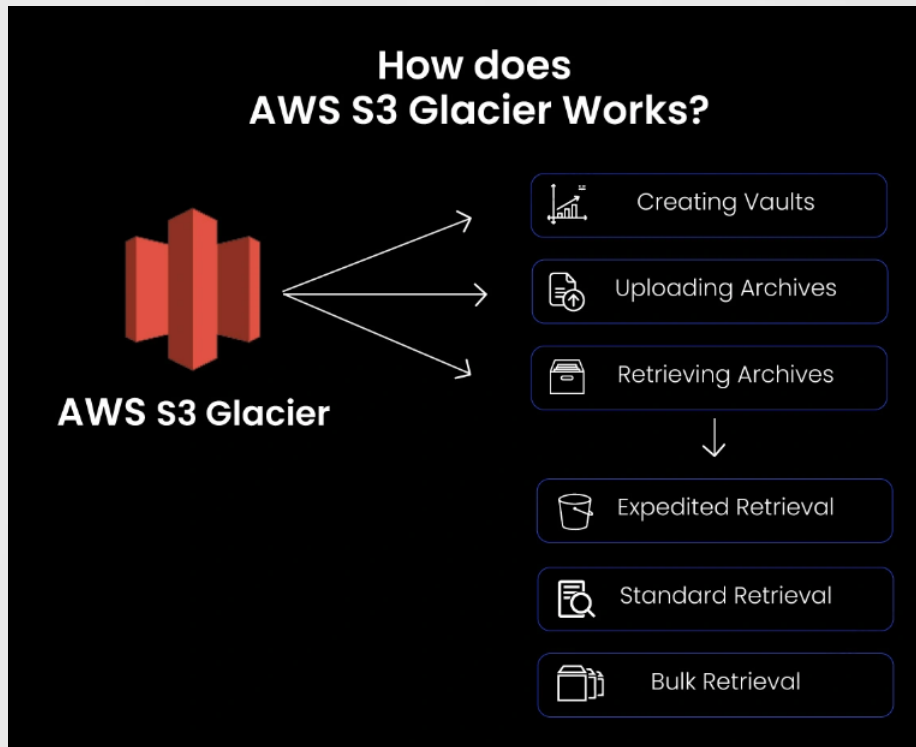 How does
AWS S3 Glacier Works?
Creating Vaults
Uploading Archives
Retrieving Archives
AWS S3 Glacier
Expedited Retrieval
Standard Retrieval
Bulk Retrieval